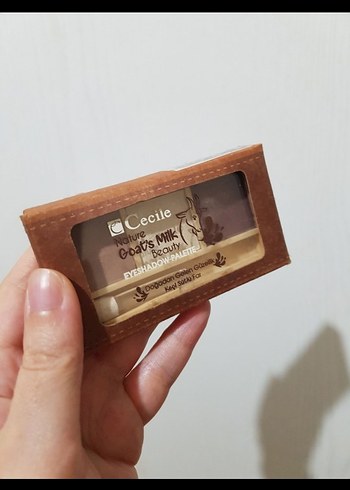 C Cecile
Nature
Goat's Milk
Beauty
EYESHADOW PALETTE
Doğadan Gelen Güzellik
Keçi Sütlü Far